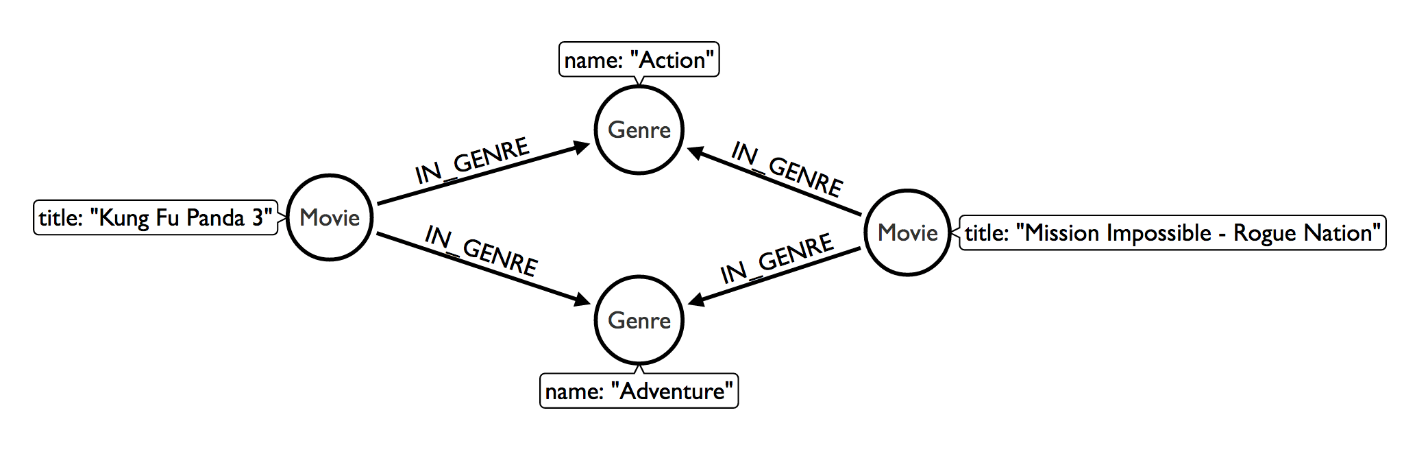 name: "Action"
Genre
IN_GENRE
IN_GENRE
title: "Kung Fu Panda 3"
Movie
Movie
title: "Mission Impossible - Rogue Nation"
IN_GENRE
IN_GENRE
Genre
name: "Adventure"